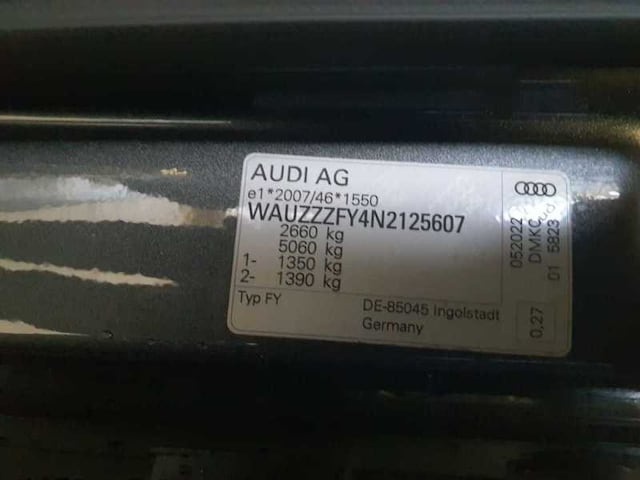 AUDI AG
e1*2007/46*1550
WAUZZZFY4N2125607
2660 kg
5060 kg
1- 1350 kg
2- 1390 kg
Typ FY
DE-85045 Ingolstadt
Germany
052022
DMKC
01 5823
0,27